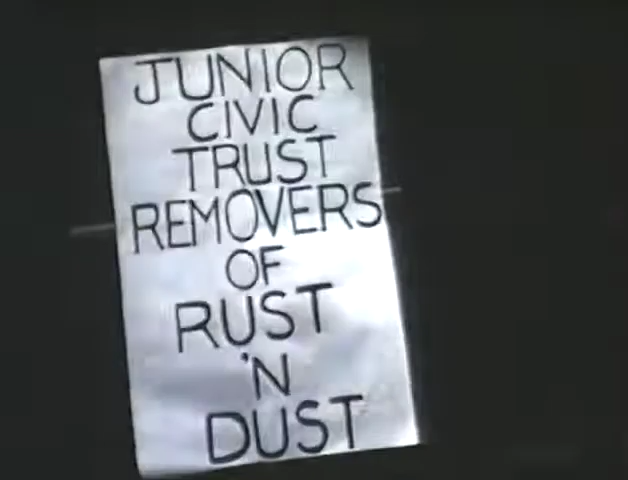 JUNIOR
CIVIC
TRUST
REMOVERS
OF
RUST
'N
DUST